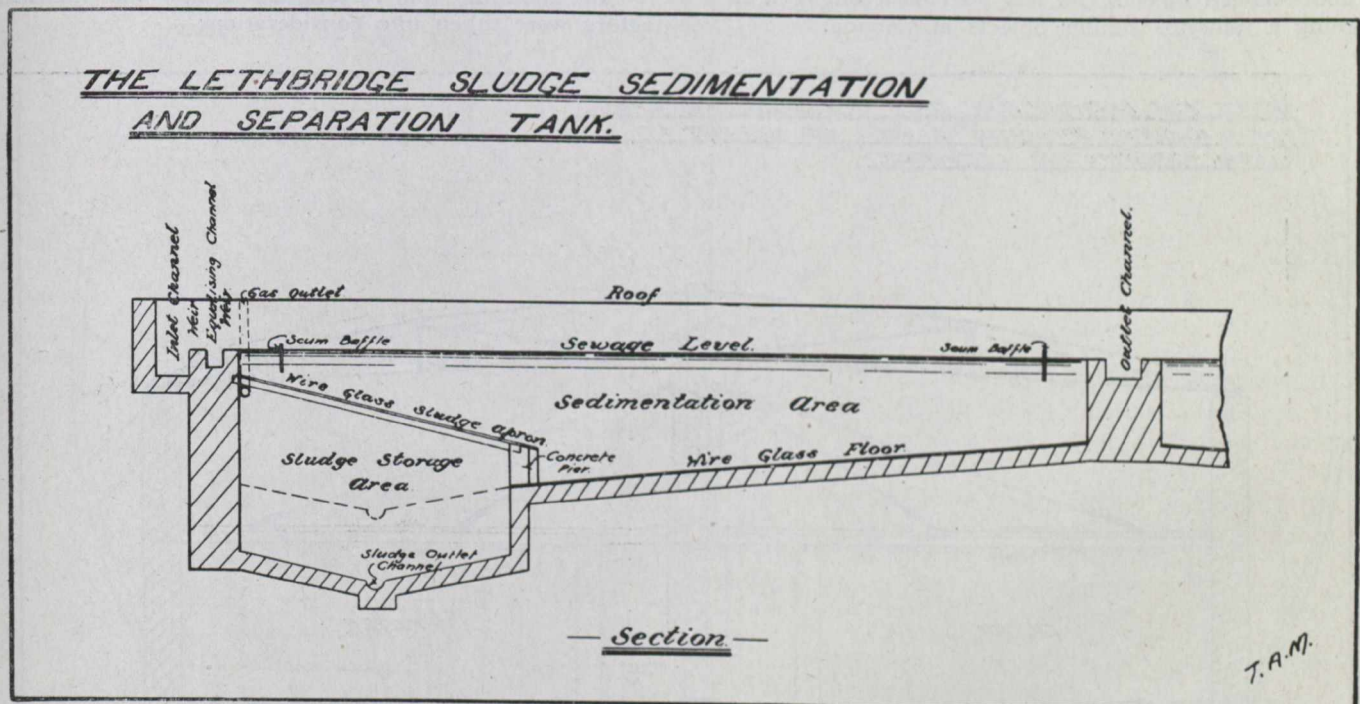 THE LETHBRIDGE SLUDGE SEDIMENTATION
AND SEPARATION TANK.
Inlet Channel
Weir
Equalising Channel
Weir.
Gas Outlet
Roof
Outlet Channel.
Scum Baffle
Sewage Level.
Scum Baffle
Wire Glass Sludge Apron.
Sedimentation Area
Sludge Storage
Area
Concrete
Pier.
Wire Glass Floor.
Sludge Outlet
Channel
Section
T.A.M.